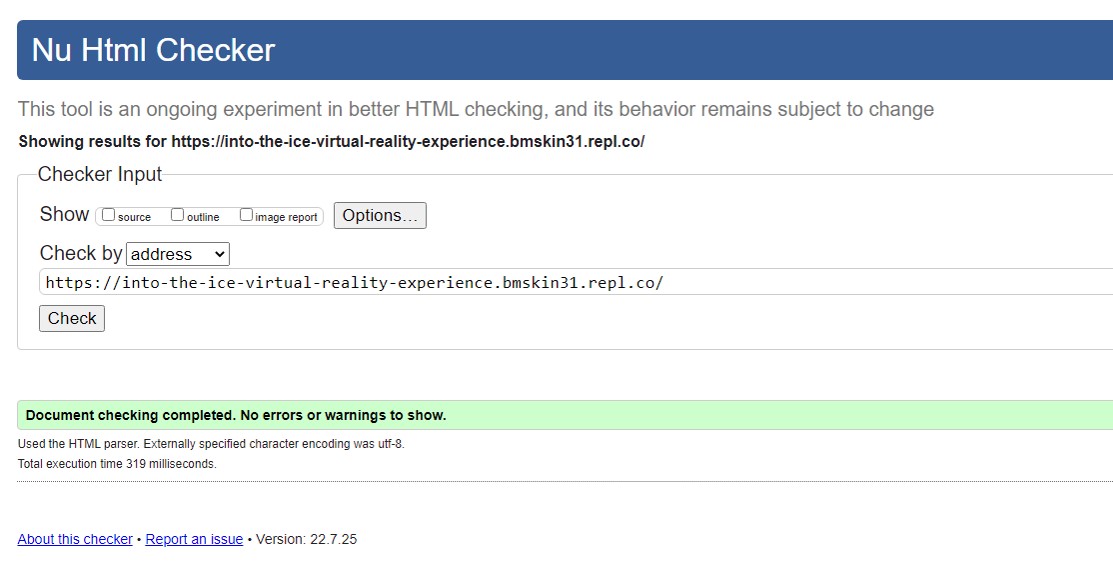 Nu Html Checker
This tool is an ongoing experiment in better HTML checking, and its behavior remains subject to change
Showing results for https://into-the-ice-virtual-reality-experience.bmskin31.repl.co/
Checker Input
Show source outline image report Options...
Check by address
https://into-the-ice-virtual-reality-experience.bmskin31.repl.co/
Check
Document checking completed. No errors or warnings to show.
Used the HTML parser. Externally specified character encoding was utf-8.
Total execution time 319 milliseconds.
About this checker • Report an issue • Version: 22.7.25